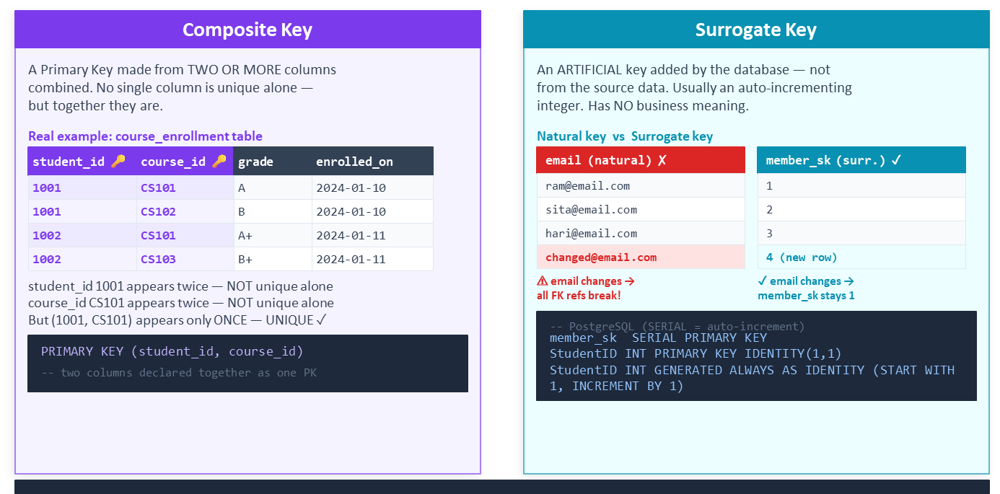 Composite Key
A Primary Key made from TWO OR MORE columns
combined. No single column is unique alone —
but together they are.
Real example: course_enrollment table
student_id 🔑 course_id 🔑 grade enrolled_on
1001 CS101 A 2024-01-10
1001 CS102 B 2024-01-10
1002 CS101 A+ 2024-01-11
1002 CS103 B+ 2024-01-11
student_id 1001 appears twice — NOT unique alone
course_id CS101 appears twice — NOT unique alone
But (1001, CS101) appears only ONCE — UNIQUE ✓
PRIMARY KEY (student_id, course_id)
-- two columns declared together as one PK
Surrogate Key
An ARTIFICIAL key added by the database — not
from the source data. Usually an auto-incrementing
integer. Has NO business meaning.
Natural key vs Surrogate key
email (natural) ✗
ram@email.com
sita@email.com
hari@email.com
changed@email.com
⚠ email changes →
all FK refs break!
member_sk (surr.) ✓
1
2
3
4 (new row)
✓ email changes →
member_sk stays 1
-- PostgreSQL (SERIAL = auto-increment)
member_sk SERIAL PRIMARY KEY
StudentID INT PRIMARY KEY IDENTITY(1,1)
StudentID INT GENERATED ALWAYS AS IDENTITY (START WITH
1, INCREMENT BY 1)